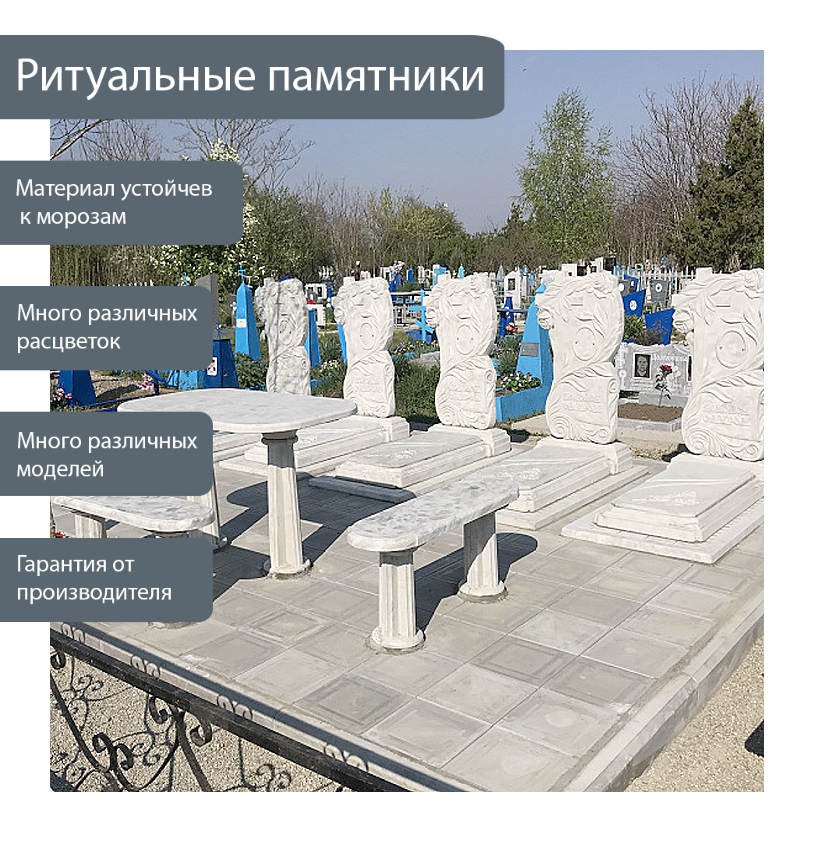 Ритуальные памятники
Материал устойчев
к морозам
Много различных
расцветок
Много различных
моделей
Гарантия от
производителя